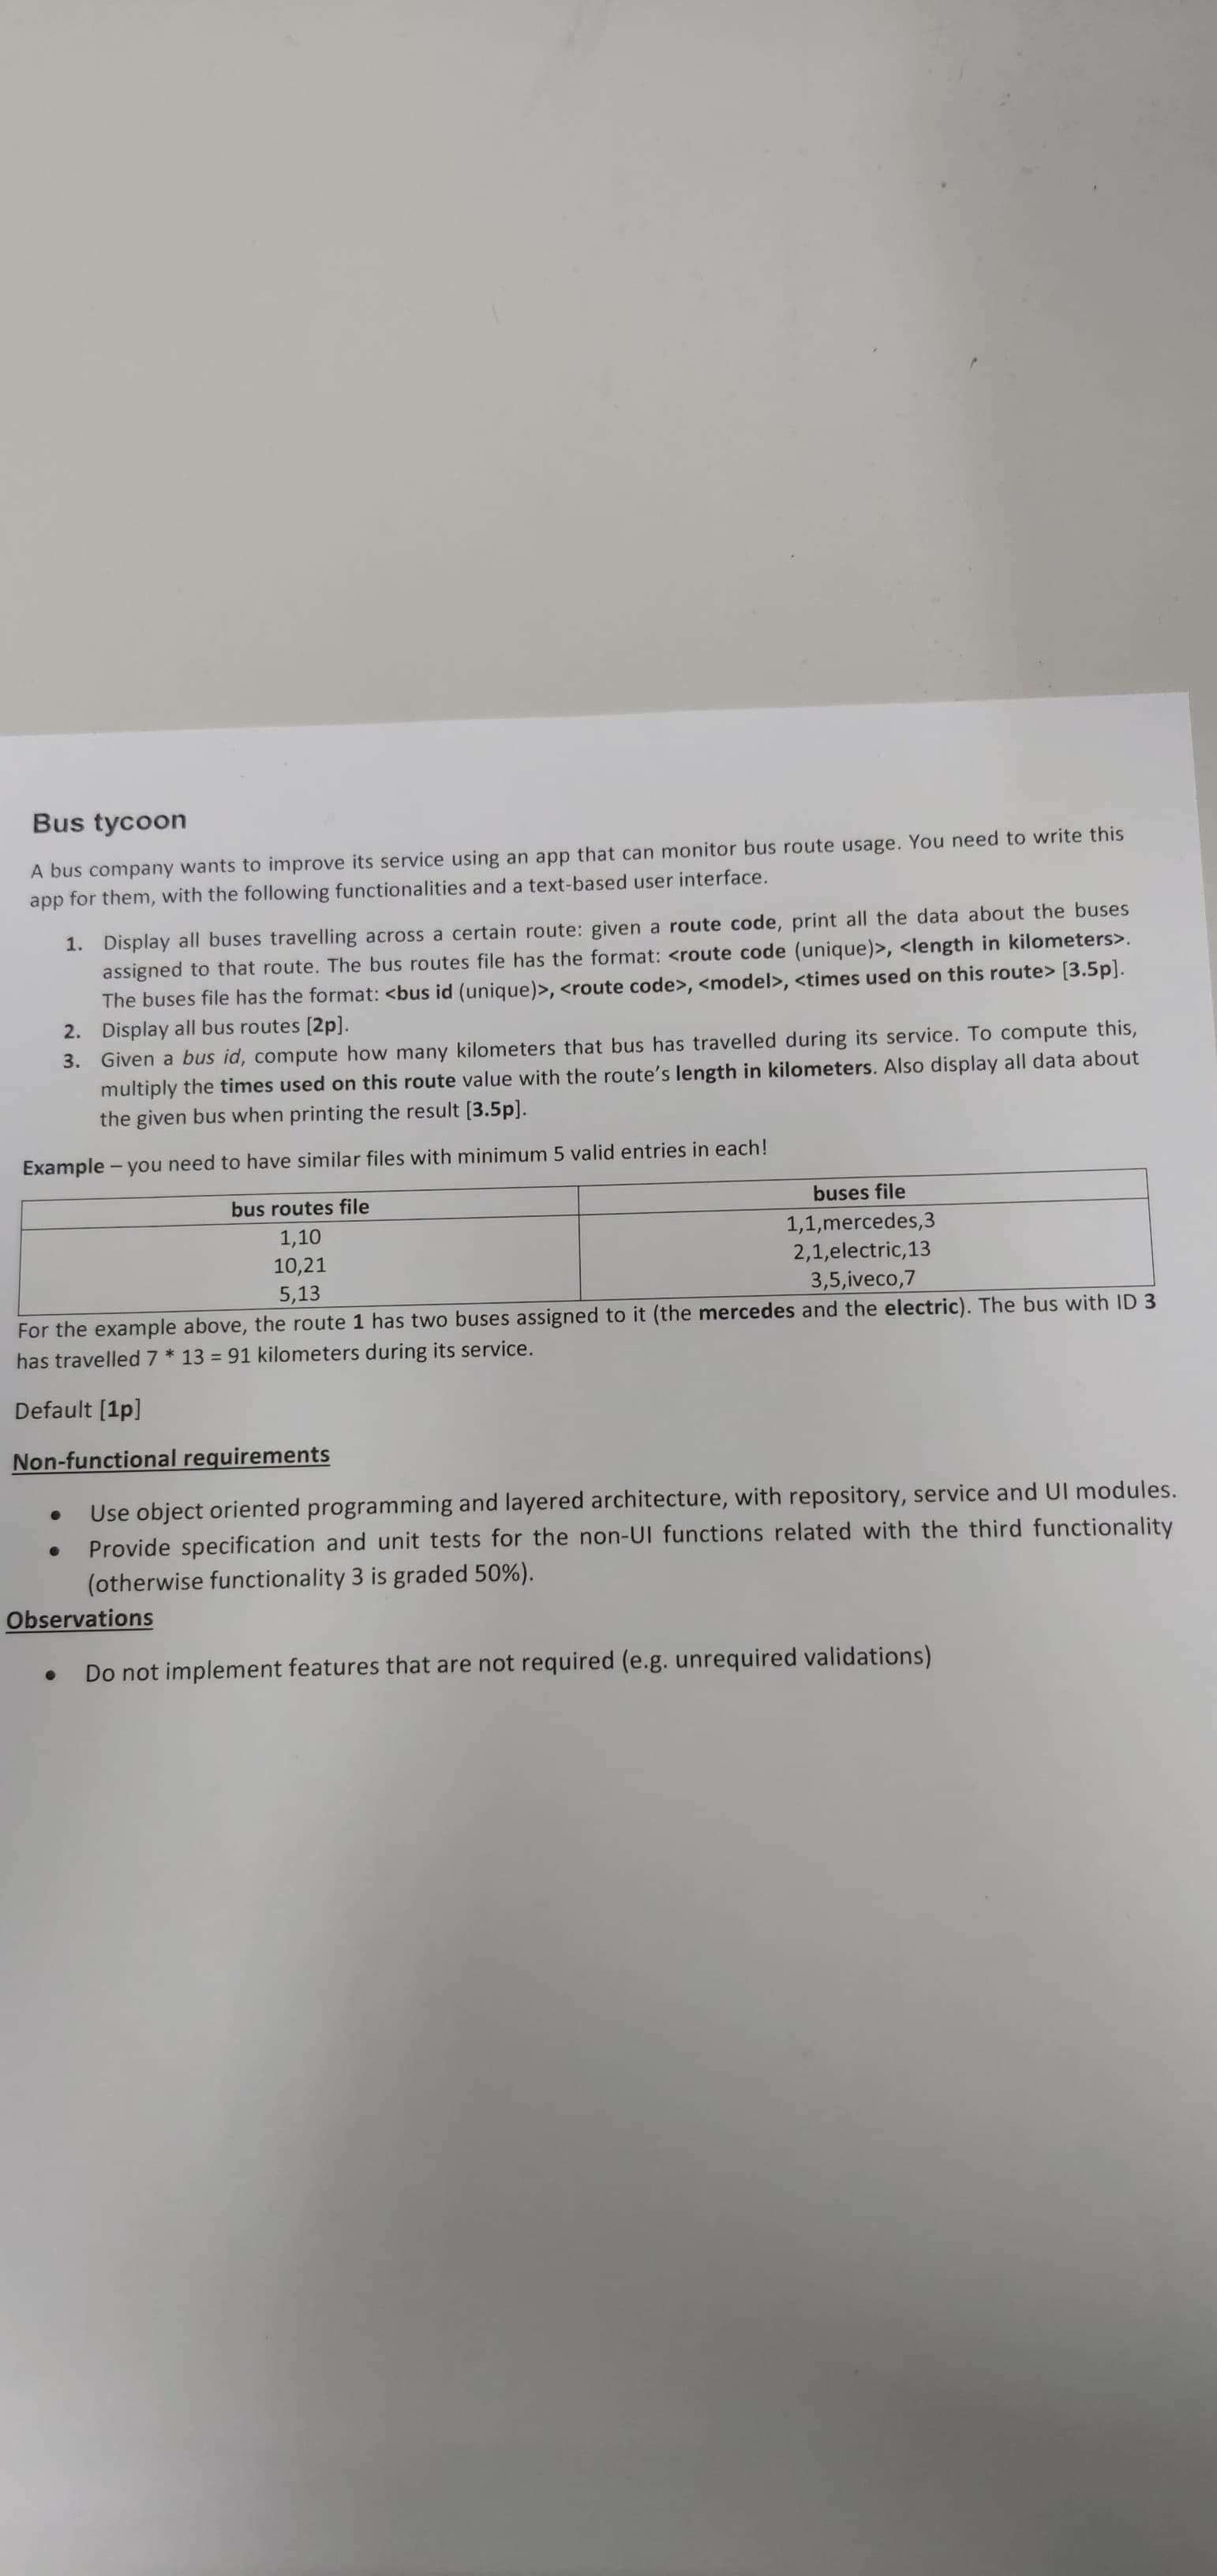 Bus tycoon
A bus company wants to improve its service using an app that can monitor bus route usage. You need to write this
app for them, with the following functionalities and a text-based user interface.
1. Display all buses travelling across a certain route: given a route code, print all the data about the buses
assigned to that route. The bus routes file has the format: <route code (unique)>, <length in kilometers>.
The buses file has the format: <bus id (unique)>, <route code>, <model>, <times used on this route> [3.5p].
2. Display all bus routes [2p].
3. Given a bus id, compute how many kilometers that bus has travelled during its service. To compute this,
multiply the times used on this route value with the route's length in kilometers. Also display all data about
the given bus when printing the result [3.5p].
Example – you need to have similar files with minimum 5 valid entries in each!
bus routes file
1,10
10,21
5,13
buses file
1,1,mercedes,3
2,1,electric,13
3,5,iveco,7
For the example above, the route 1 has two buses assigned to it (the mercedes and the electric). The bus with ID 3
has travelled 7 * 13 = 91 kilometers during its service.
Default [1p]
Non-functional requirements
• Use object oriented programming and layered architecture, with repository, service and UI modules.
• Provide specification and unit tests for the non-UI functions related with the third functionality
(otherwise functionality 3 is graded 50%).
Observations
• Do not implement features that are not required (e.g. unrequired validations)